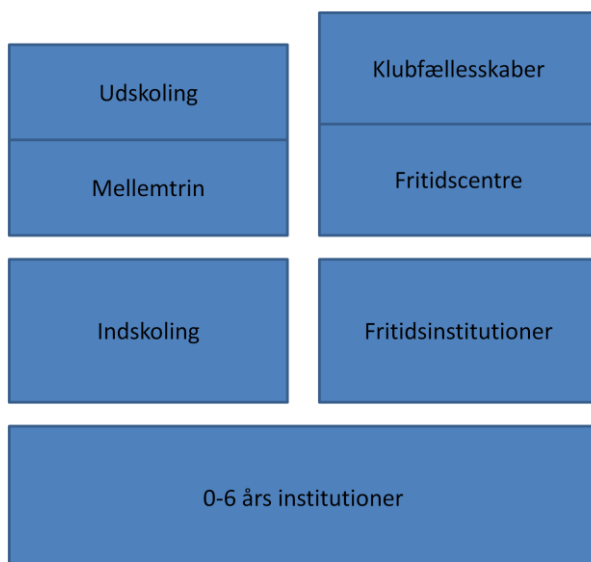 Udskoling
Klubfællesskaber
Mellemtrin
Fritidscentre
Indskoling
Fritidsinstitutioner
0-6 års institutioner